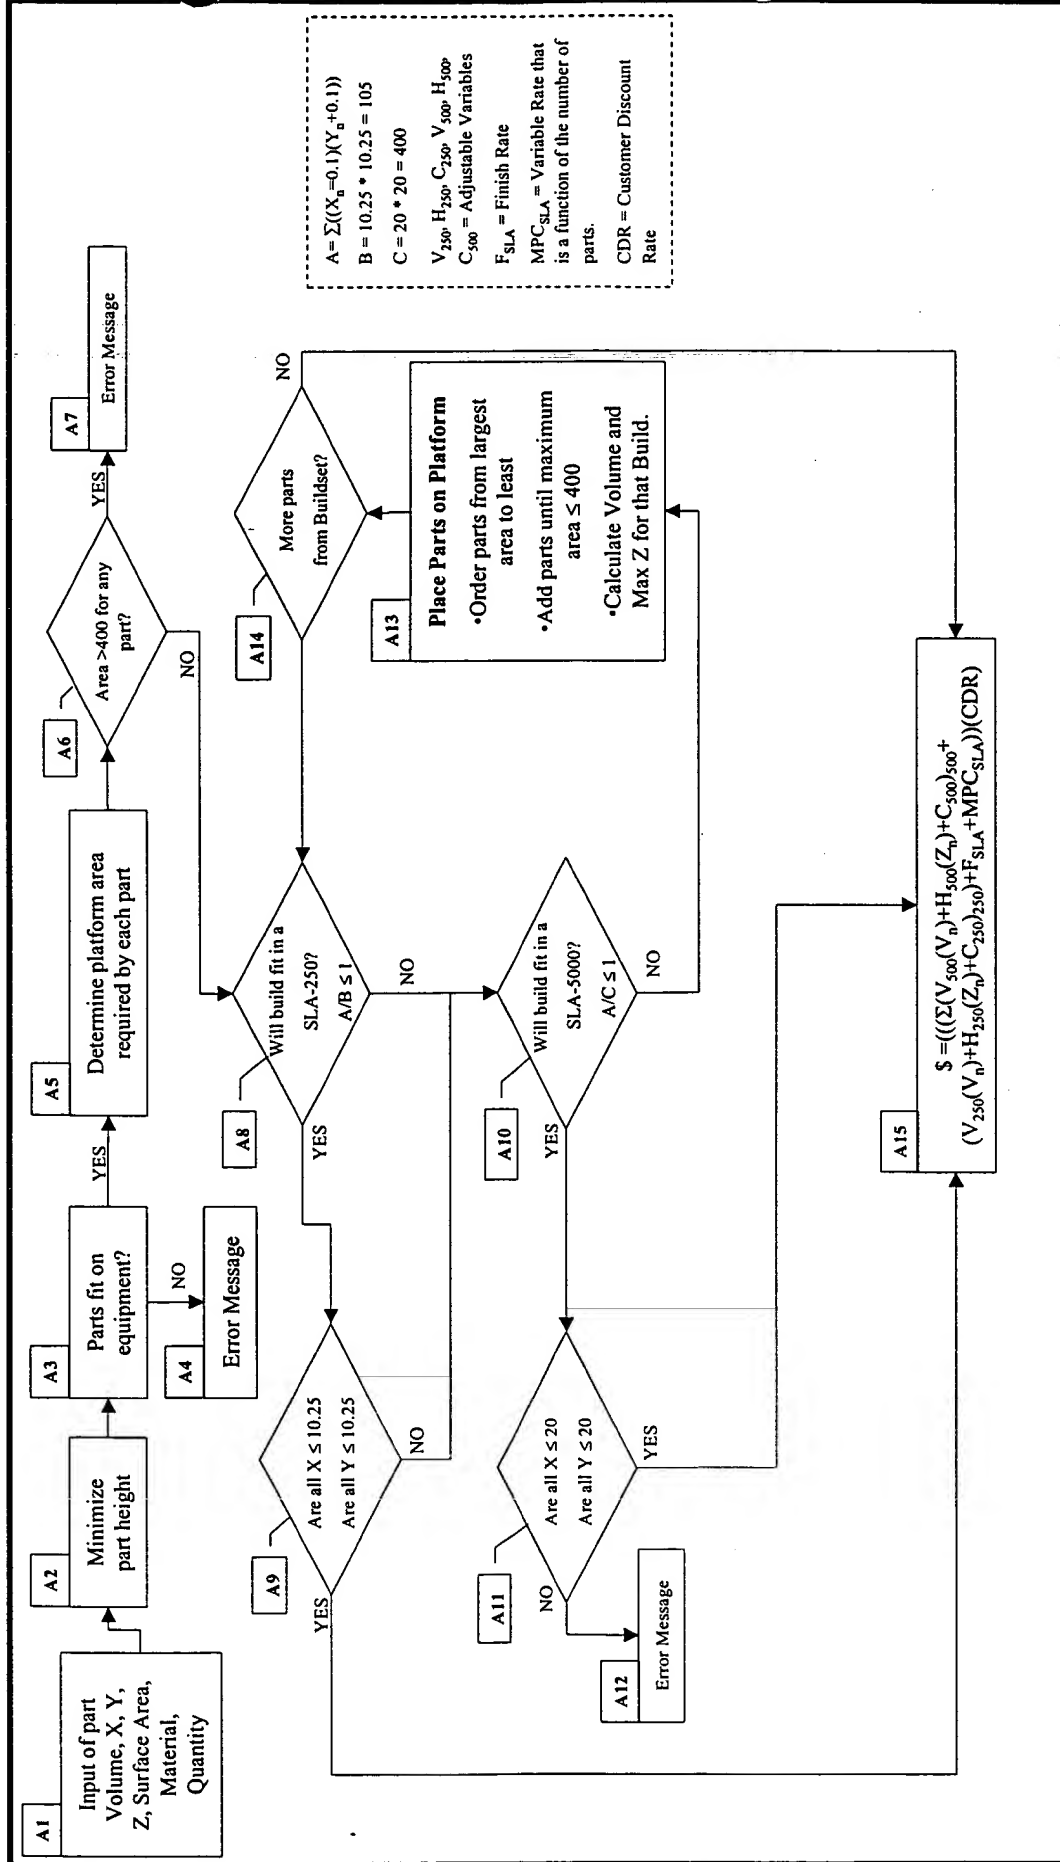 A1
Input of part
Volume, X, Y,
Z, Surface Area,
Material,
Quantity
A2
Minimize
part height
A3
Parts fit on
equipment?
YES
NO
A4
Error Message
A5
Determine platform area
required by each part
A6
Area >400 for any
part?
YES
NO
A7
Error Message
A8
Will build fit in a
SLA-250?
A/B ≤ 1
YES
NO
A9
Are all X ≤ 10.25
Are all Y ≤ 10.25
YES
NO
A10
Will build fit in a
SLA-5000?
A/C ≤ 1
YES
NO
A11
Are all X ≤ 20
Are all Y ≤ 20
NO
YES
A12
Error Message
A13
Place Parts on Platform
•Order parts from largest
area to least
•Add parts until maximum
area ≤ 400
•Calculate Volume and
Max Z for that Build.
A14
More parts
from Buildset?
NO
A15
$ =(((Σ(V500(Vn)+H500(Zn)+C500)500+
(V250(Vn)+H250(Zn)+C250)250)+FSLA+MPCSLA))(CDR)
A= Σ((Xn=0.1)(Yn+0.1))
B = 10.25 * 10.25 = 105
C = 20 * 20 = 400
V250, H250, C250, V500, H500,
C500 = Adjustable Variables
FSLA = Finish Rate
MPCSLA = Variable Rate that
is a function of the number of
parts.
CDR = Customer Discount
Rate